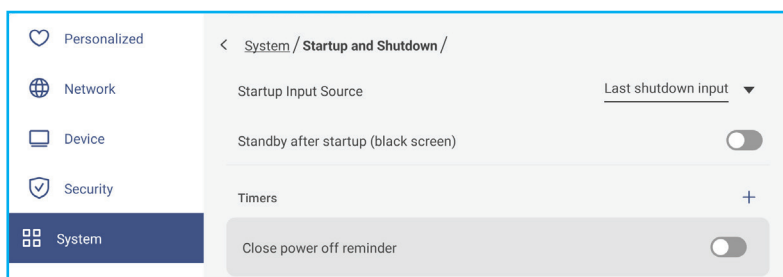 Personalized
Network
Device
Security
System
< System / Startup and Shutdown /
Startup Input Source
Last shutdown input
Standby after startup (black screen)
Timers
+
Close power off reminder